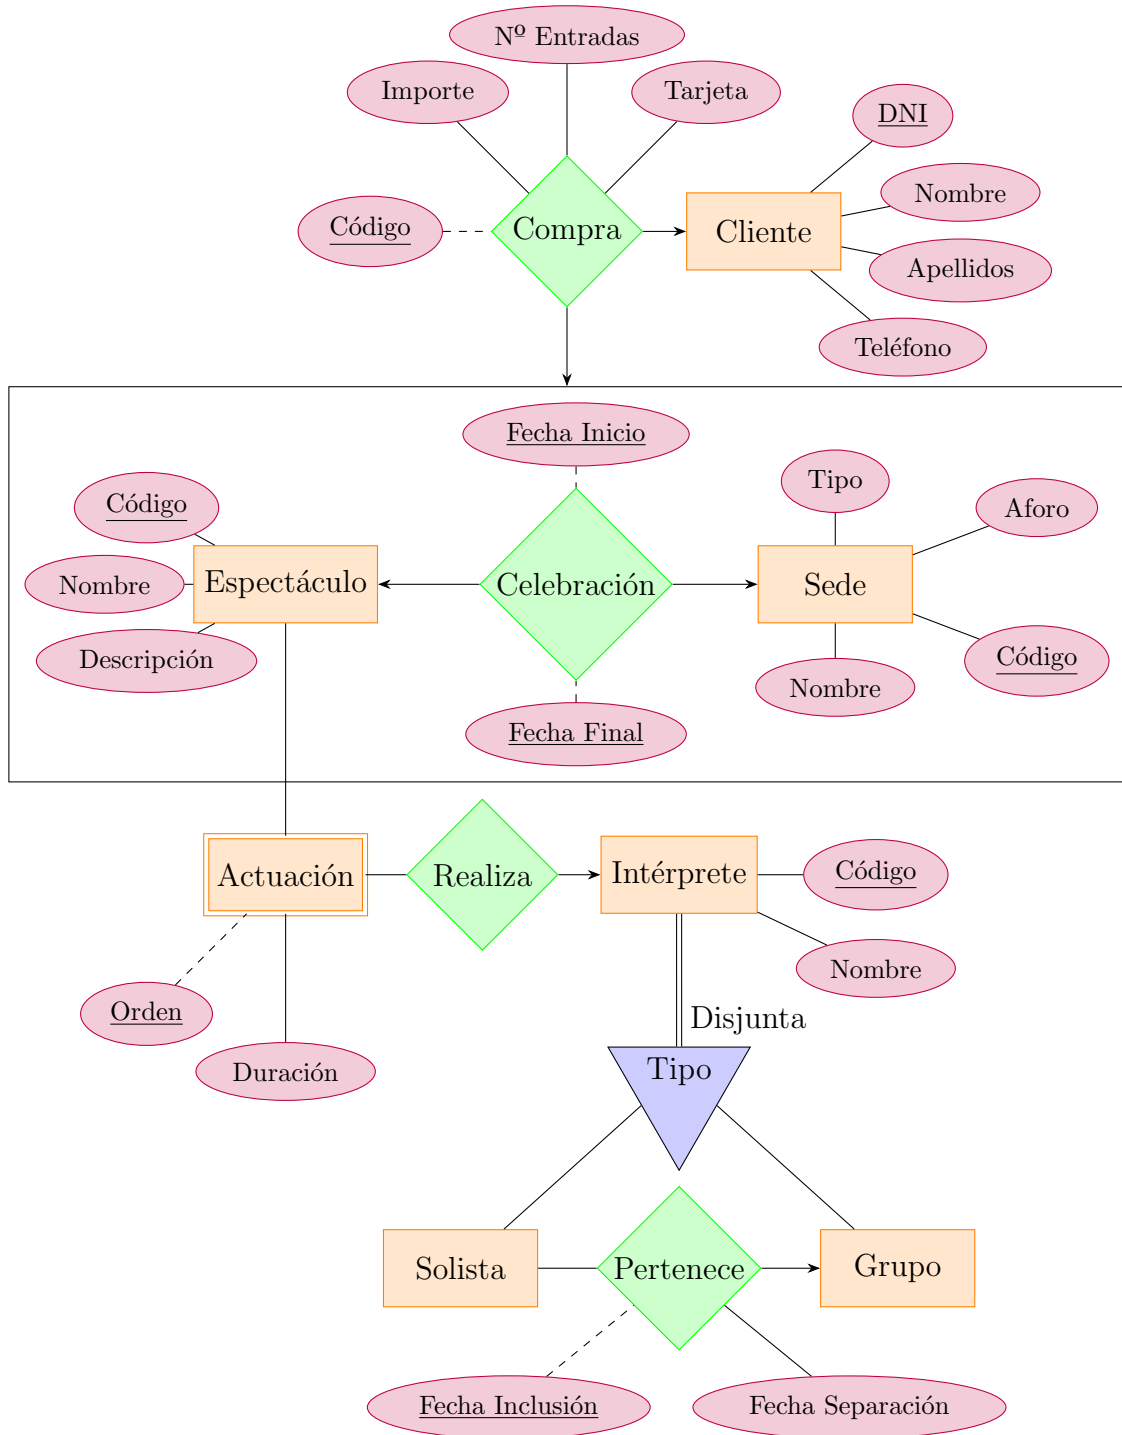 Nº Entradas
Importe
Tarjeta
DNI
Nombre
Código
Compra
Cliente
Apellidos
Teléfono
Fecha Inicio
Tipo
Código
Aforo
Nombre
Espectáculo
Celebración
Sede
Descripción
Código
Nombre
Fecha Final
Actuación
Realiza
Intérprete
Código
Nombre
Orden
Disjunta
Duración
Tipo
Solista
Pertenece
Grupo
Fecha Inclusión
Fecha Separación